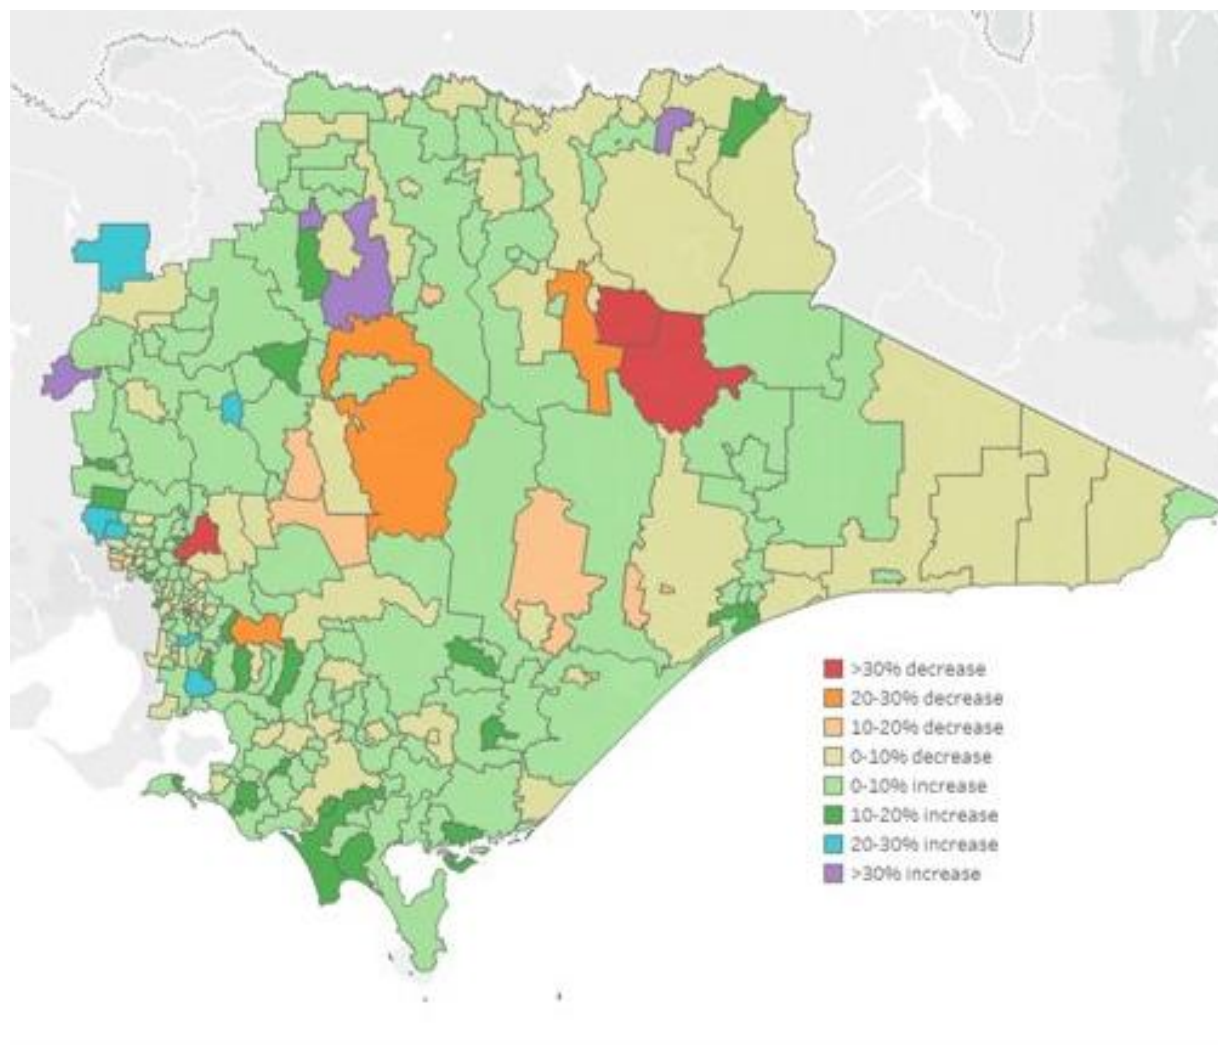 >30% decrease
20-30% decrease
10-20% decrease
0-10% decrease
0-10% increase
10-20% increase
20-30% increase
>30% increase